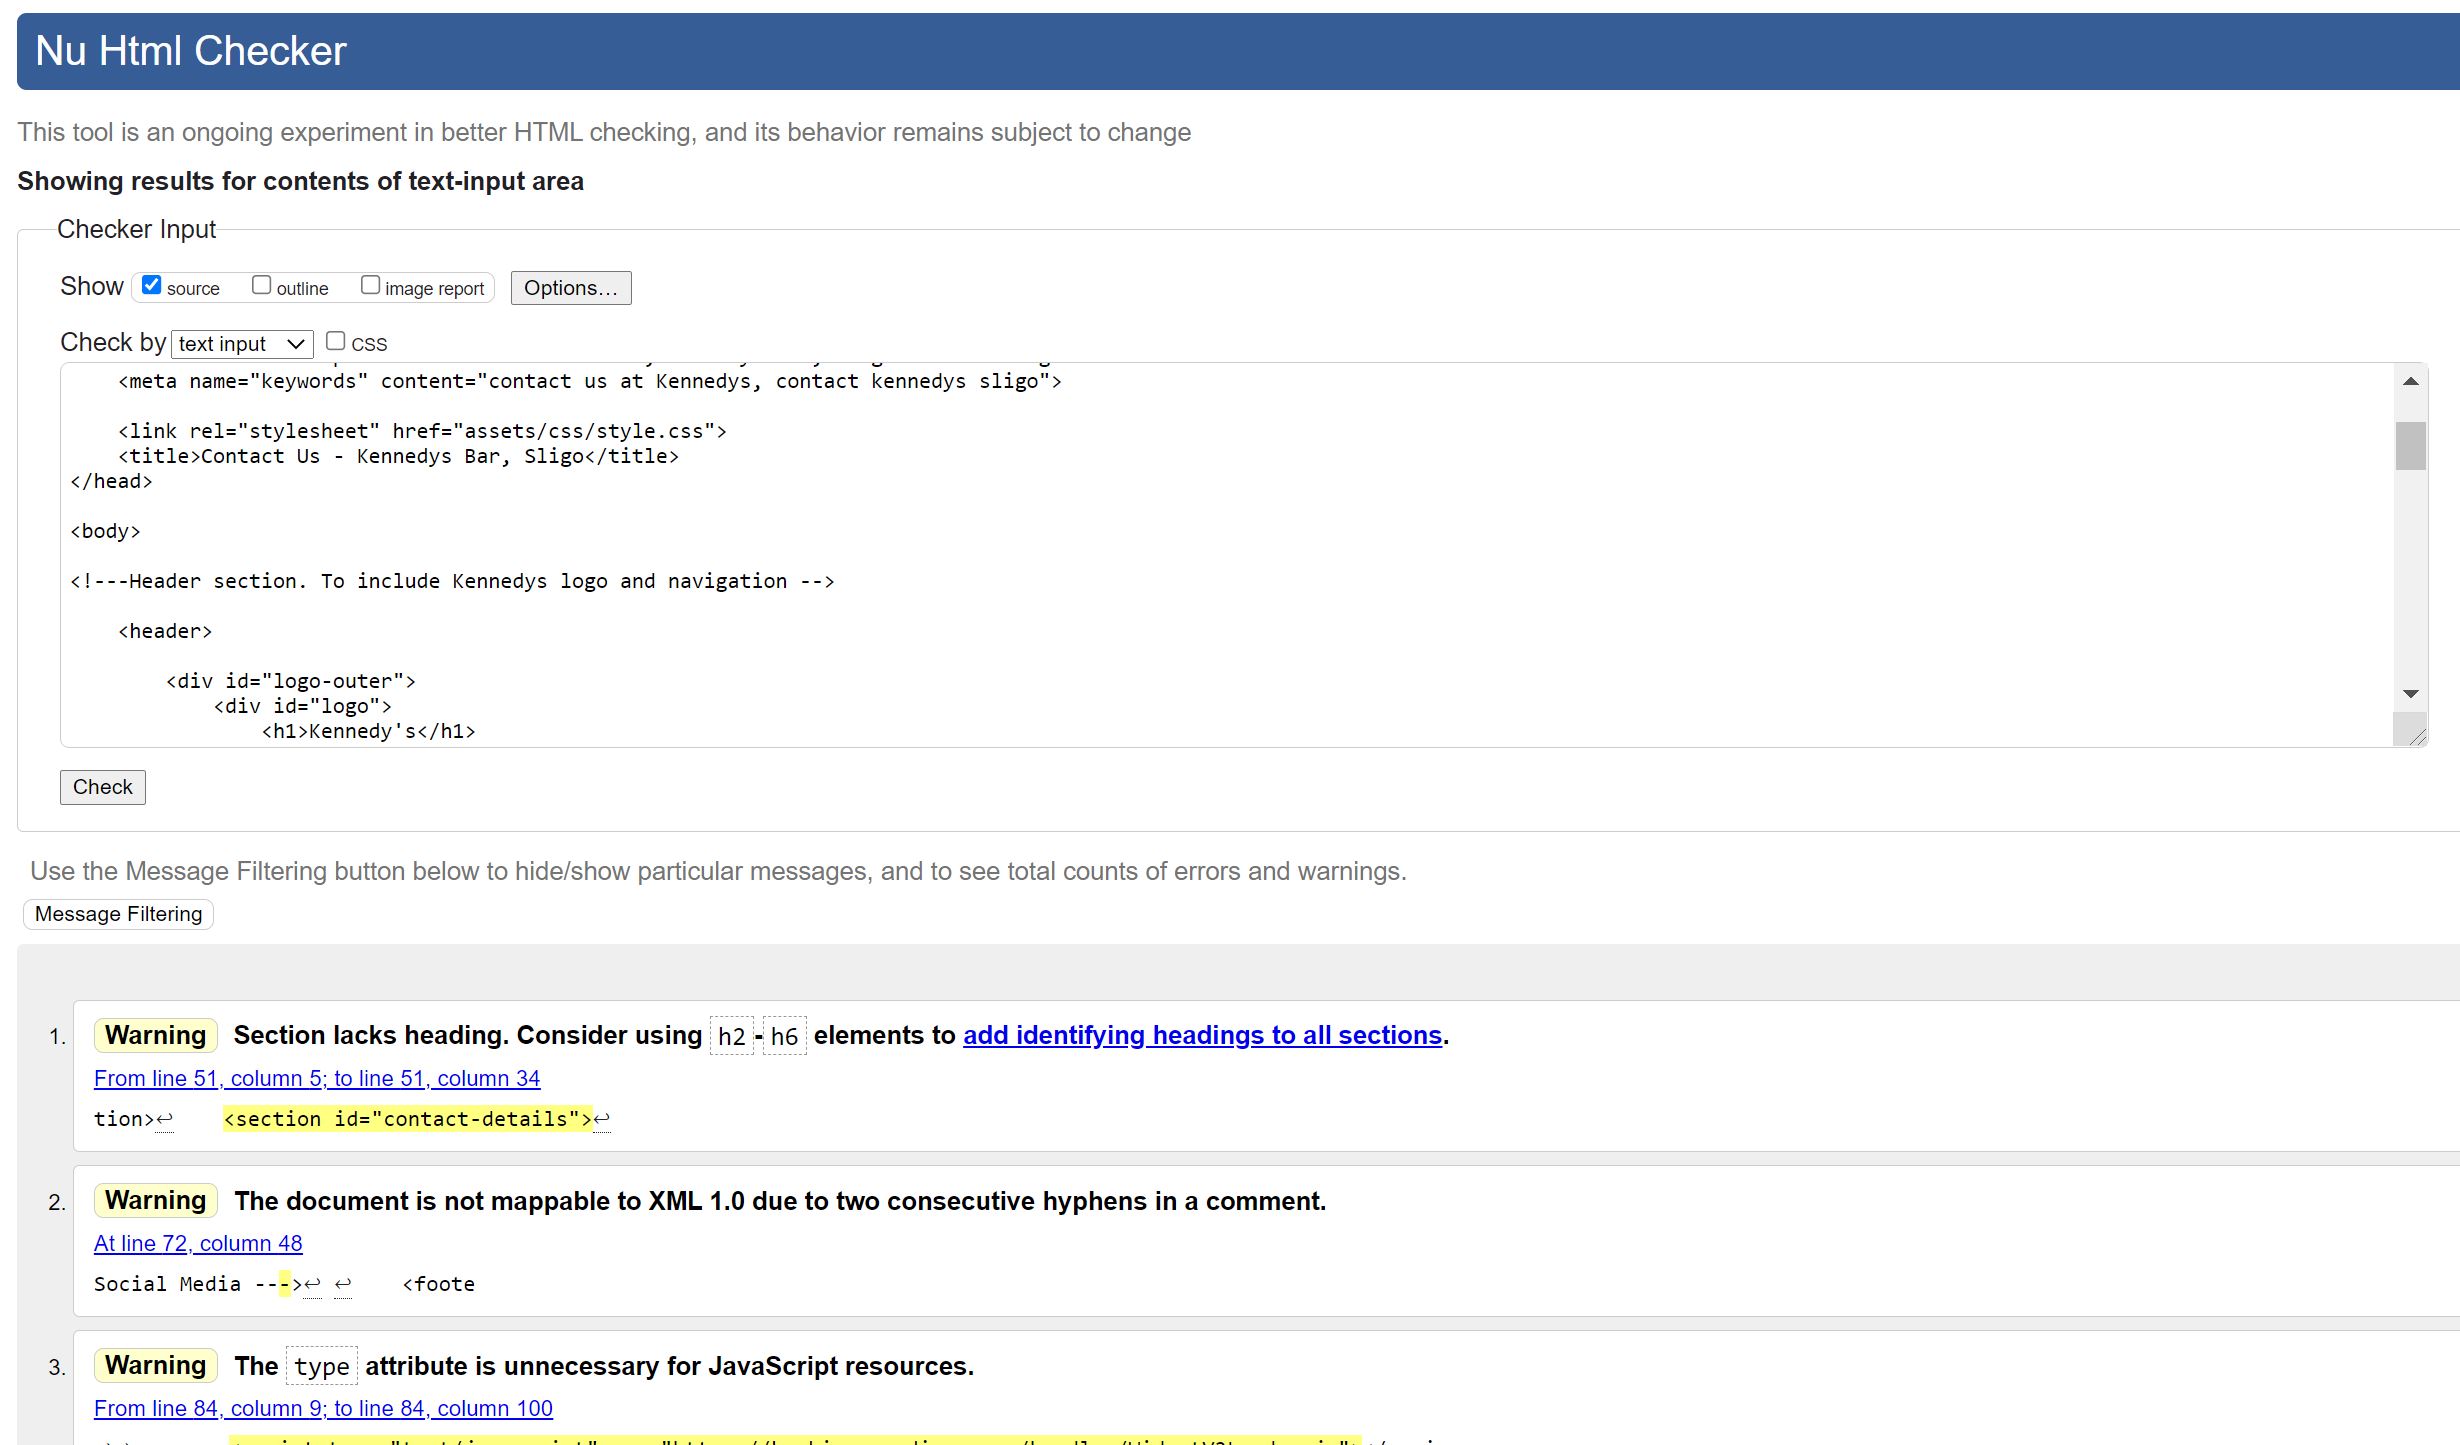 Nu Html Checker
This tool is an ongoing experiment in better HTML checking, and its behavior remains subject to change
Showing results for contents of text-input area
Checker Input
Show source outline image report Options...
Check by text input CSS
<meta name="keywords" content="contact us at Kennedys, contact kennedys sligo">
<link rel="stylesheet" href="assets/css/style.css">
<title>Contact Us - Kennedys Bar, Sligo</title>
</head>
<body>
<!---Header section. To include Kennedys logo and navigation -->
<header>
<div id="logo-outer">
<div id="logo">
<h1>Kennedy's</h1>
Check
Use the Message Filtering button below to hide/show particular messages, and to see total counts of errors and warnings.
Message Filtering
1. Warning Section lacks heading. Consider using h2-h6 elements to add identifying headings to all sections.
From line 51, column 5; to line 51, column 34
tion>↩ <section id="contact-details">↩
2. Warning The document is not mappable to XML 1.0 due to two consecutive hyphens in a comment.
At line 72, column 48
Social Media --->↩ ↩ <foote
3. Warning The type attribute is unnecessary for JavaScript resources.
From line 84, column 9; to line 84, column 100